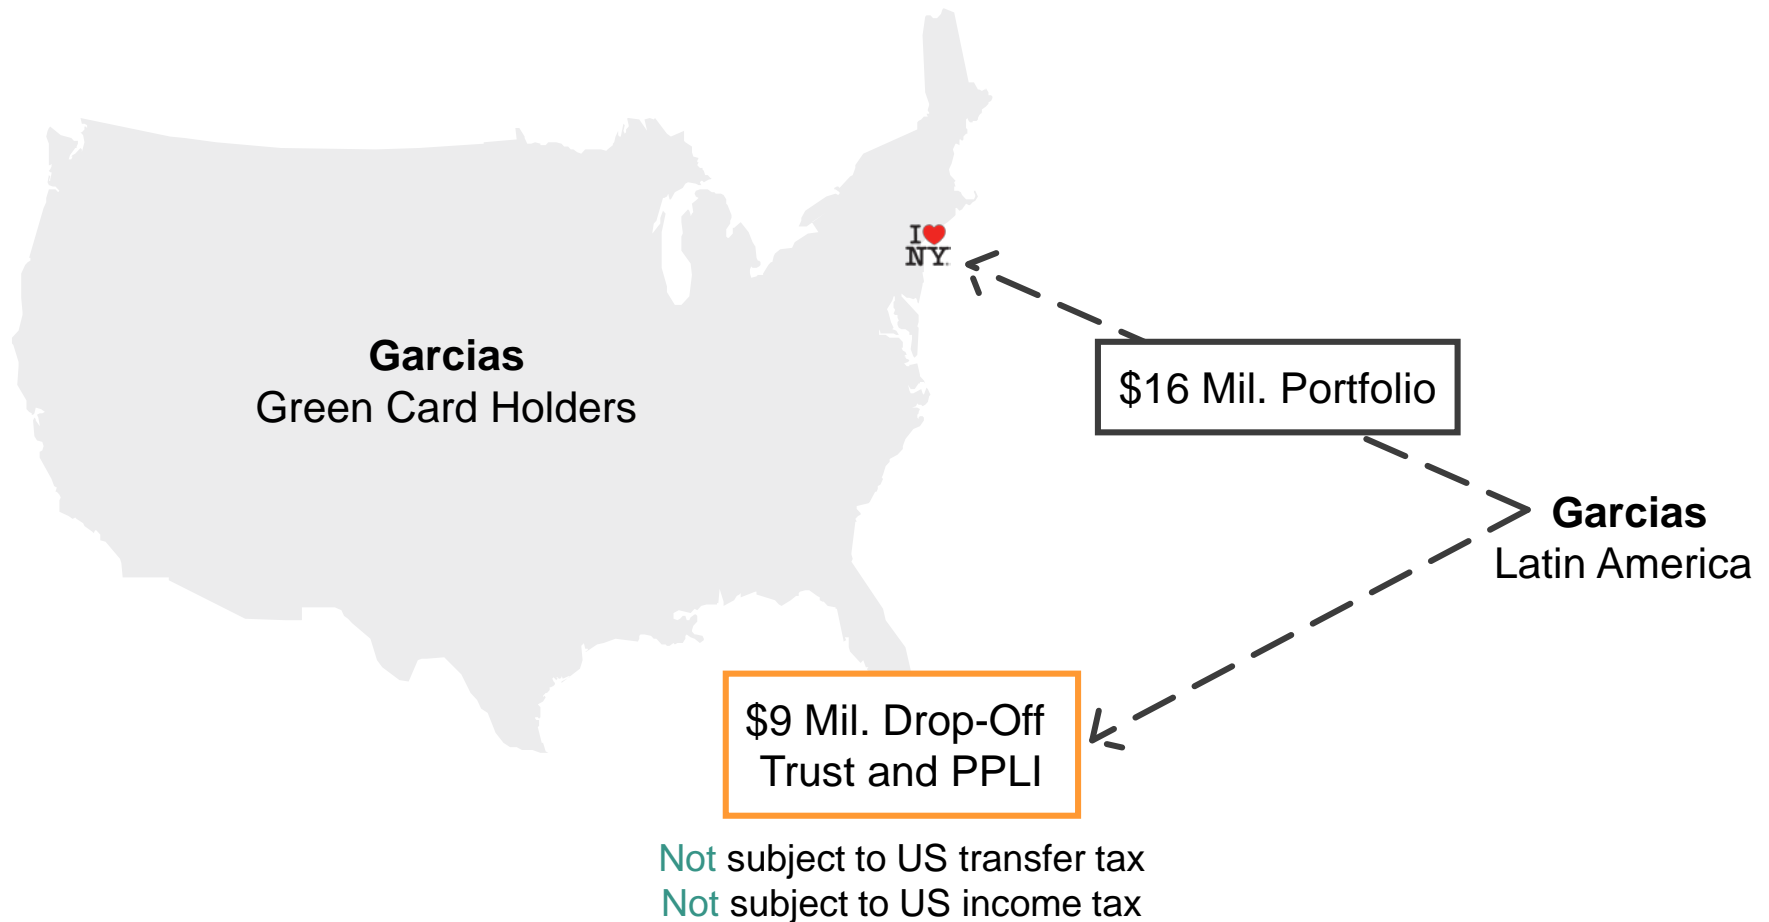 I❤
NY.
Garcias
Green Card Holders
$16 Mil. Portfolio
Garcias
Latin America
$9 Mil. Drop-Off
Trust and PPLI
Not subject to US transfer tax
Not subject to US income tax